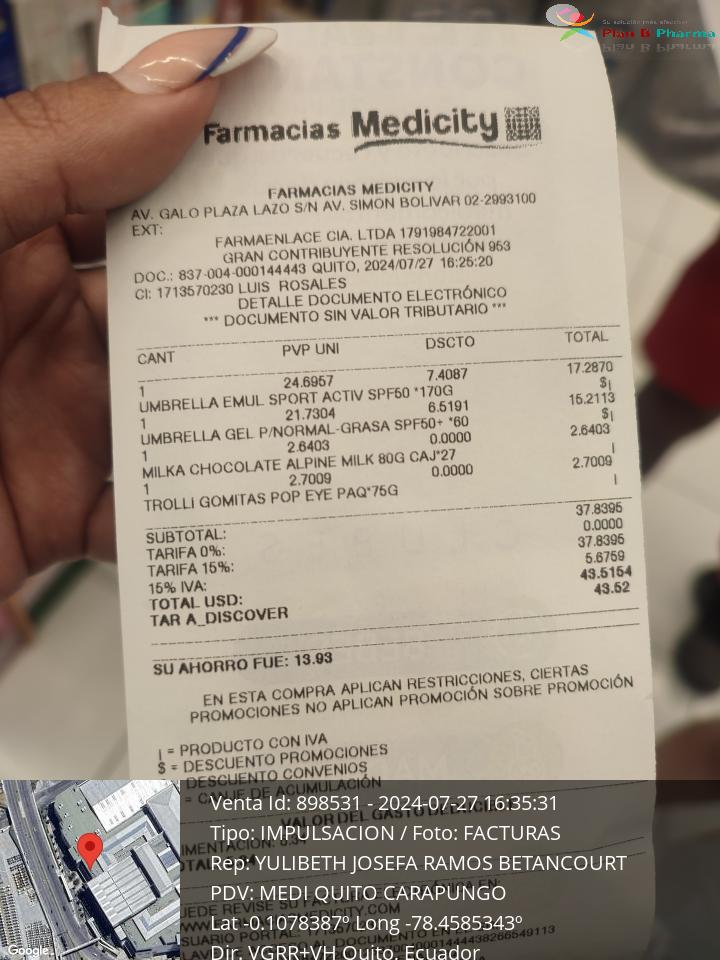 Su solución más efectiva
Plan B Pharma
Farmacias Medicity
FARMACIAS MEDICITY
AV. GALO PLAZA LAZO S/N AV. SIMON BOLIVAR 02-2993100
EXT:
FARMAENLACE CIA. LTDA 1791984722001
GRAN CONTRIBUYENTE RESOLUCIÓN 953
DOC.: 837-004-000144443 QUITO, 2024/07/27 16:25:20
CI: 1713570230 LUIS ROSALES
DETALLE DOCUMENTO ELECTRÓNICO
*** DOCUMENTO SIN VALOR TRIBUTARIO ***
CANT PVP UNI DSCTO TOTAL
1 24.6957 7.4087 17.2870
UMBRELLA EMUL SPORT ACTIV SPF50 *170G $|
1 21.7304 6.5191 15.2113
UMBRELLA GEL P/NORMAL-GRASA SPF50+ *60 $|
1 2.6403 0.0000 2.6403
MILKA CHOCOLATE ALPINE MILK 80G CAJ*27 |
1 2.7009 0.0000 2.7009
TROLLI GOMITAS POP EYE PAQ*75G |
SUBTOTAL: 37.8395
TARIFA 0%: 0.0000
TARIFA 15%: 37.8395
15% IVA: 5.6759
TOTAL USD: 43.5154
TAR A_DISCOVER 43.52
SU AHORRO FUE: 13.93
EN ESTA COMPRA APLICAN RESTRICCIONES, CIERTAS
PROMOCIONES NO APLICAN PROMOCIÓN SOBRE PROMOCIÓN
| = PRODUCTO CON IVA
$ = DESCUENTO PROMOCIONES
DESCUENTO CONVENIOS
= CANJE DE ACUMULACIÓN
VALOR DEL GASTO DEDUCIBLE
Venta Id: 898531 - 2024-07-27 16:35:31
Tipo: IMPULSACION / Foto: FACTURAS
Rep: YULIBETH JOSEFA RAMOS BETANCOURT
PDV: MEDI QUITO CARAPUNGO
Lat -0.1078387º Long -78.4585343º
Dir. VGRR+VH Quito, Ecuador
Google